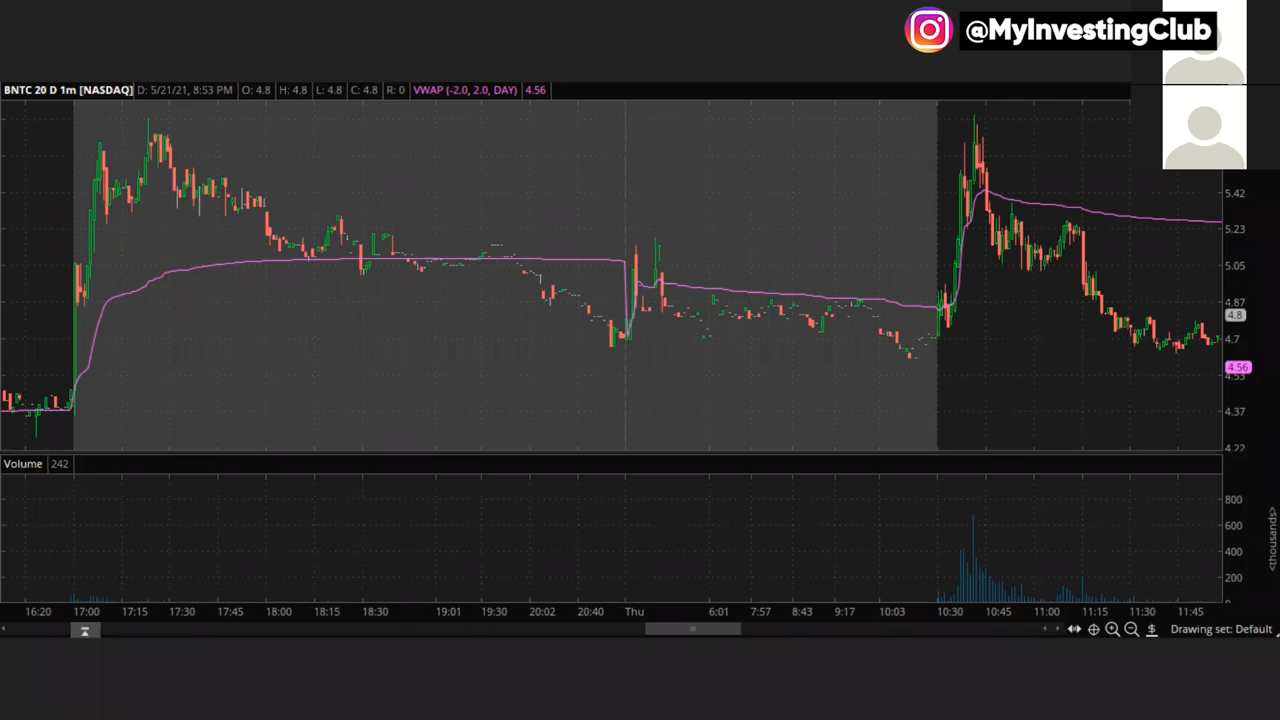 @MyInvestingClub
BNTC 20 D 1m [NASDAQ] D: 5/21/21, 8:53 PM O: 4.8 H: 4.8 L: 4.8 C: 4.8 R: 0 VWAP (-2.0, 2.0, DAY) 4.56
5.42
5.23
5.05
4.87
4.8
4.7
4.56
4.53
4.37
4.22
Volume 242
800
600
400
200
0
<thousands>
16:20 17:00 17:15 17:30 17:45 18:00 18:15 18:30 19:01 19:30 20:02 20:40 Thu 6:01 7:57 8:43 9:17 10:03 10:30 10:45 11:00 11:15 11:30 11:45
Drawing set: Default